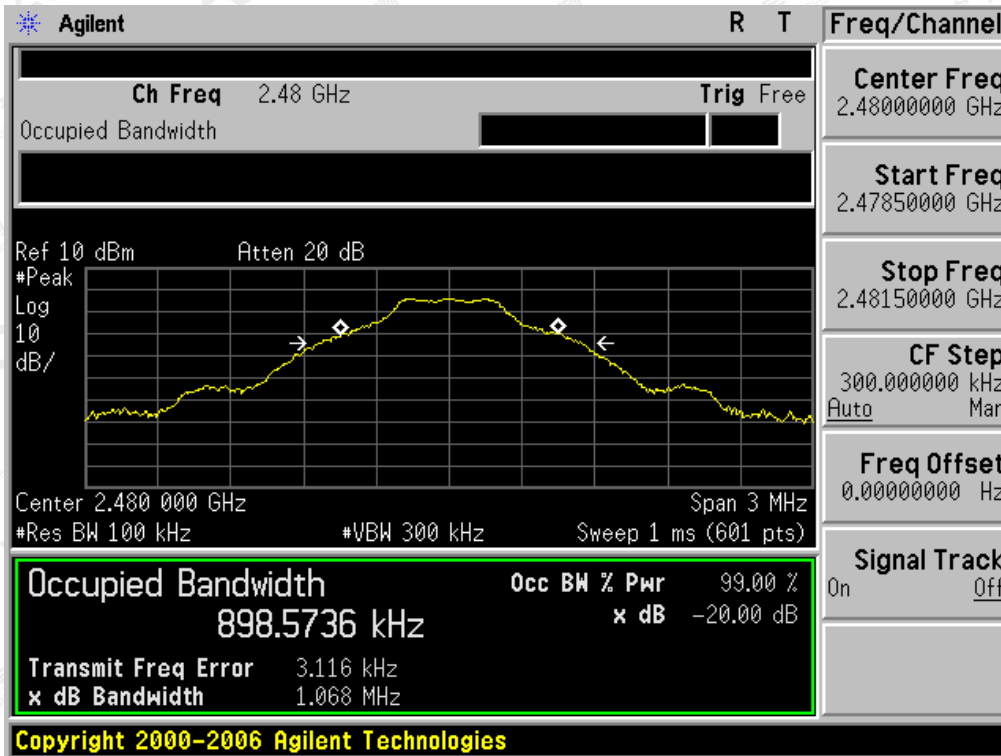 Agilent R T
Freq/Channel
Ch Freq 2.48 GHz Trig Free
Occupied Bandwidth
Ref 10 dBm Atten 20 dB
#Peak
Log
10
dB/
Center 2.480 000 GHz Span 3 MHz
#Res BW 100 kHz #VBW 300 kHz Sweep 1 ms (601 pts)
Occupied Bandwidth
898.5736 kHz
Occ BW % Pwr 99.00 %
x dB -20.00 dB
Transmit Freq Error 3.116 kHz
x dB Bandwidth 1.068 MHz
Center Freq
2.48000000 GHz
Start Freq
2.47850000 GHz
Stop Freq
2.48150000 GHz
CF Step
300.000000 kHz
Auto Man
Freq Offset
0.00000000 Hz
Signal Track
On Off
Copyright 2000-2006 Agilent Technologies